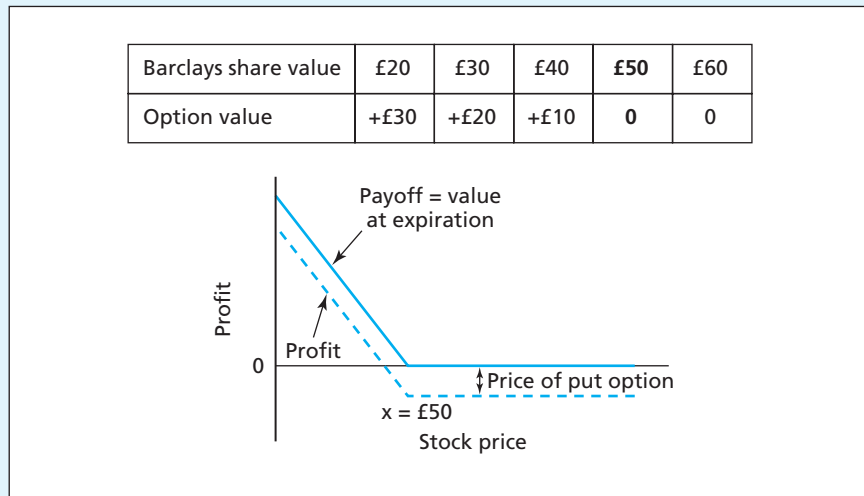 Barclays share value £20 £30 £40 £50 £60
Option value +£30 +£20 +£10 0 0
Payoff = value
at expiration
Profit
Profit
0
Price of put option
x = £50
Stock price